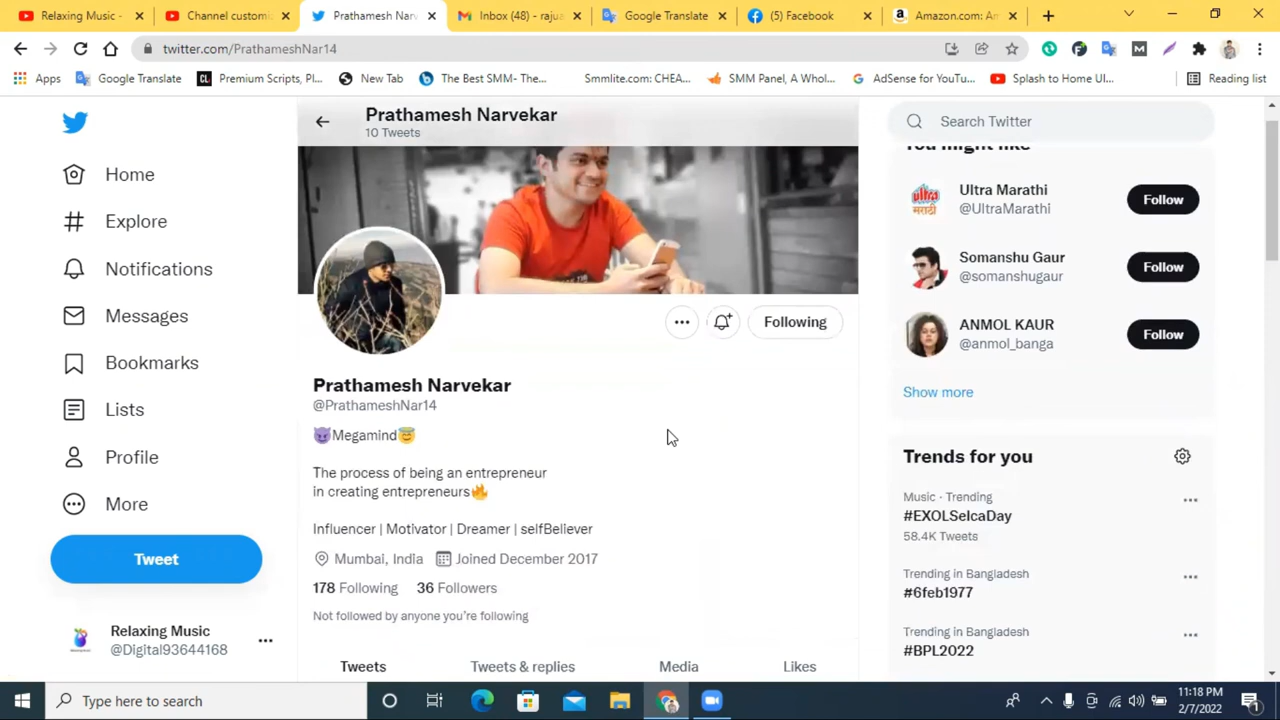 Relaxing Music -
Channel customi
Prathamesh Nar
Inbox (48) - rajua
Google Translate
(5) Facebook
Amazon.com: Am
twitter.com/PrathameshNar14
Apps
Google Translate
Premium Scripts, Pl...
New Tab
The Best SMM- The...
Smmlite.com: CHEA...
SMM Panel, A Whol...
AdSense for YouTu...
Splash to Home UI...
Reading list
Home
Explore
Notifications
Messages
Bookmarks
Lists
Profile
More
Tweet
Relaxing Music
@Digital93644168
Prathamesh Narvekar
10 Tweets
Following
Prathamesh Narvekar
@PrathameshNar14
😈Megamind😇
The process of being an entrepreneur
in creating entrepreneurs🔥
Influencer | Motivator | Dreamer | selfBeliever
Mumbai, India Joined December 2017
178 Following 36 Followers
Not followed by anyone you're following
Tweets Tweets & replies Media Likes
Search Twitter
You might like
Ultra Marathi
@UltraMarathi
Follow
Somanshu Gaur
@somanshugaur
Follow
ANMOL KAUR
@anmol_banga
Follow
Show more
Trends for you
Music · Trending
#EXOLSelcaDay
58.4K Tweets
Trending in Bangladesh
#6feb1977
Trending in Bangladesh
#BPL2022
Type here to search
11:18 PM
2/7/2022